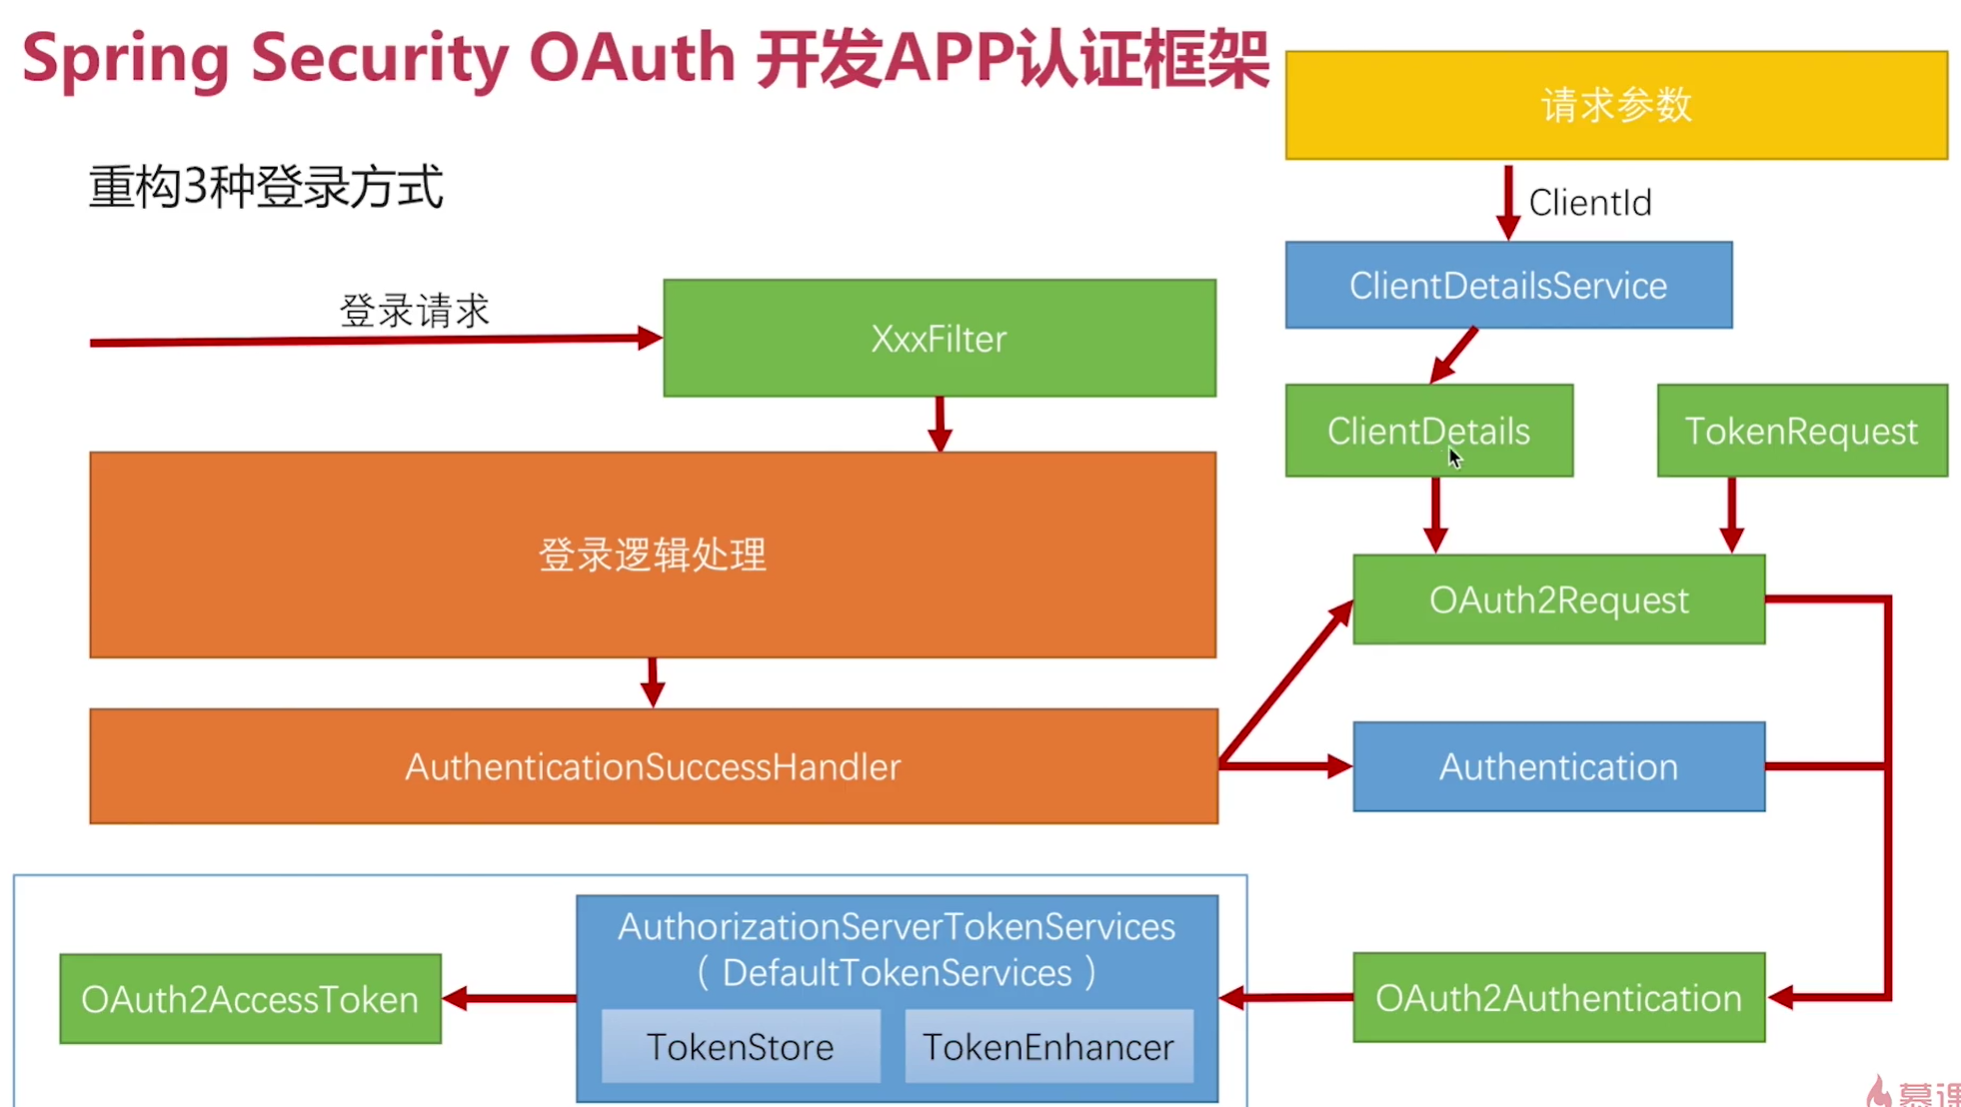 Spring Security OAuth 开发APP认证框架
重构3种登录方式
登录请求
XxxFilter
登录逻辑处理
AuthenticationSuccessHandler
请求参数
ClientId
ClientDetailsService
ClientDetails
TokenRequest
OAuth2Request
Authentication
OAuth2Authentication
AuthorizationServerTokenServices
（ DefaultTokenServices ）
TokenStore
TokenEnhancer
OAuth2AccessToken
慕课